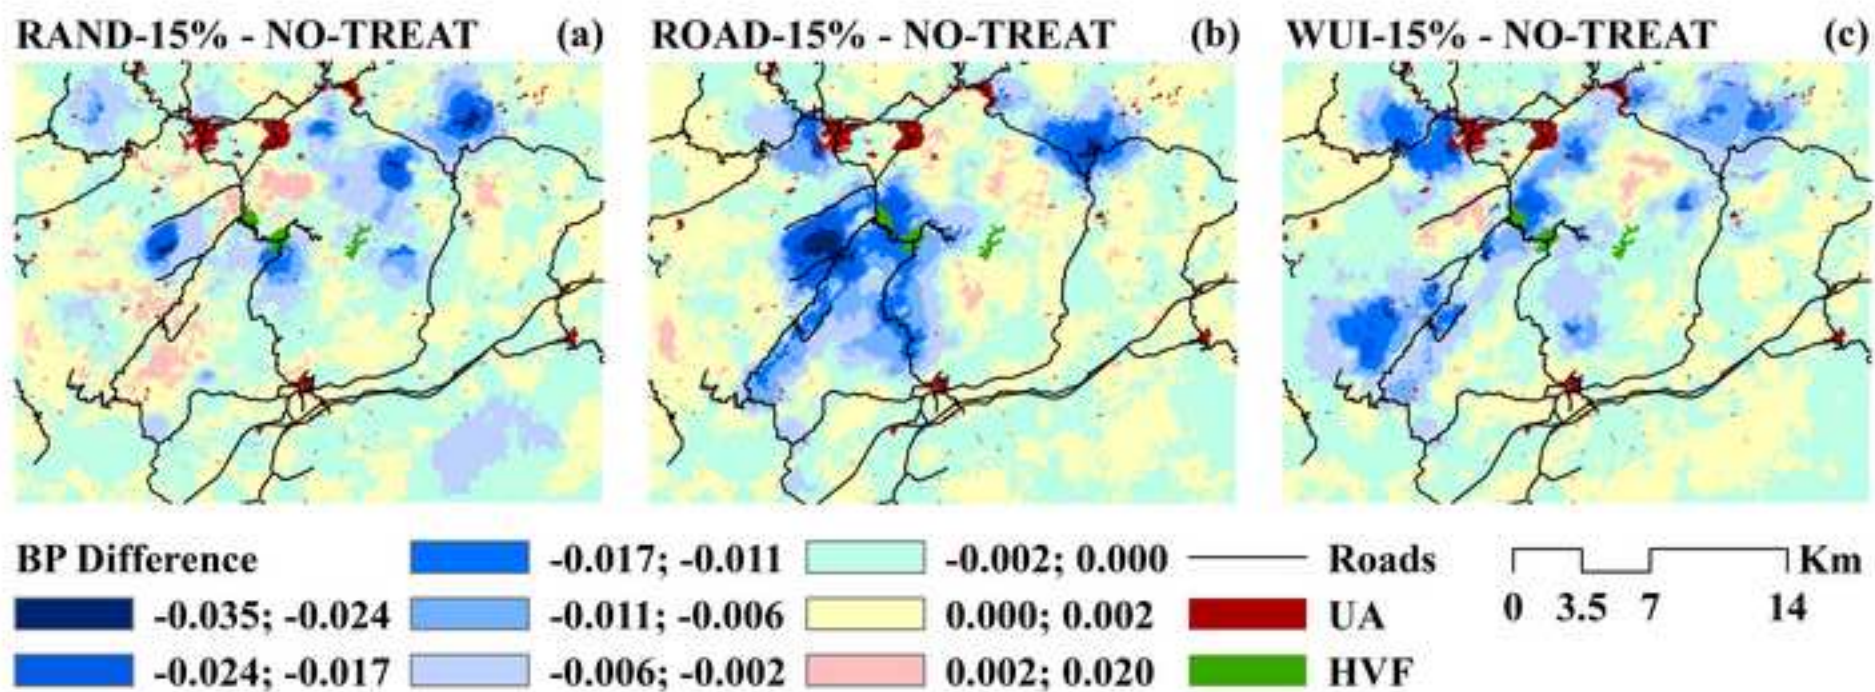 RAND-15% - NO-TREAT (a)
ROAD-15% - NO-TREAT (b)
WUI-15% - NO-TREAT (c)
BP Difference
-0.035; -0.024
-0.024; -0.017
-0.017; -0.011
-0.011; -0.006
-0.006; -0.002
-0.002; 0.000
0.000; 0.002
0.002; 0.020
Roads
UA
HVF
Km
0 3.5 7 14